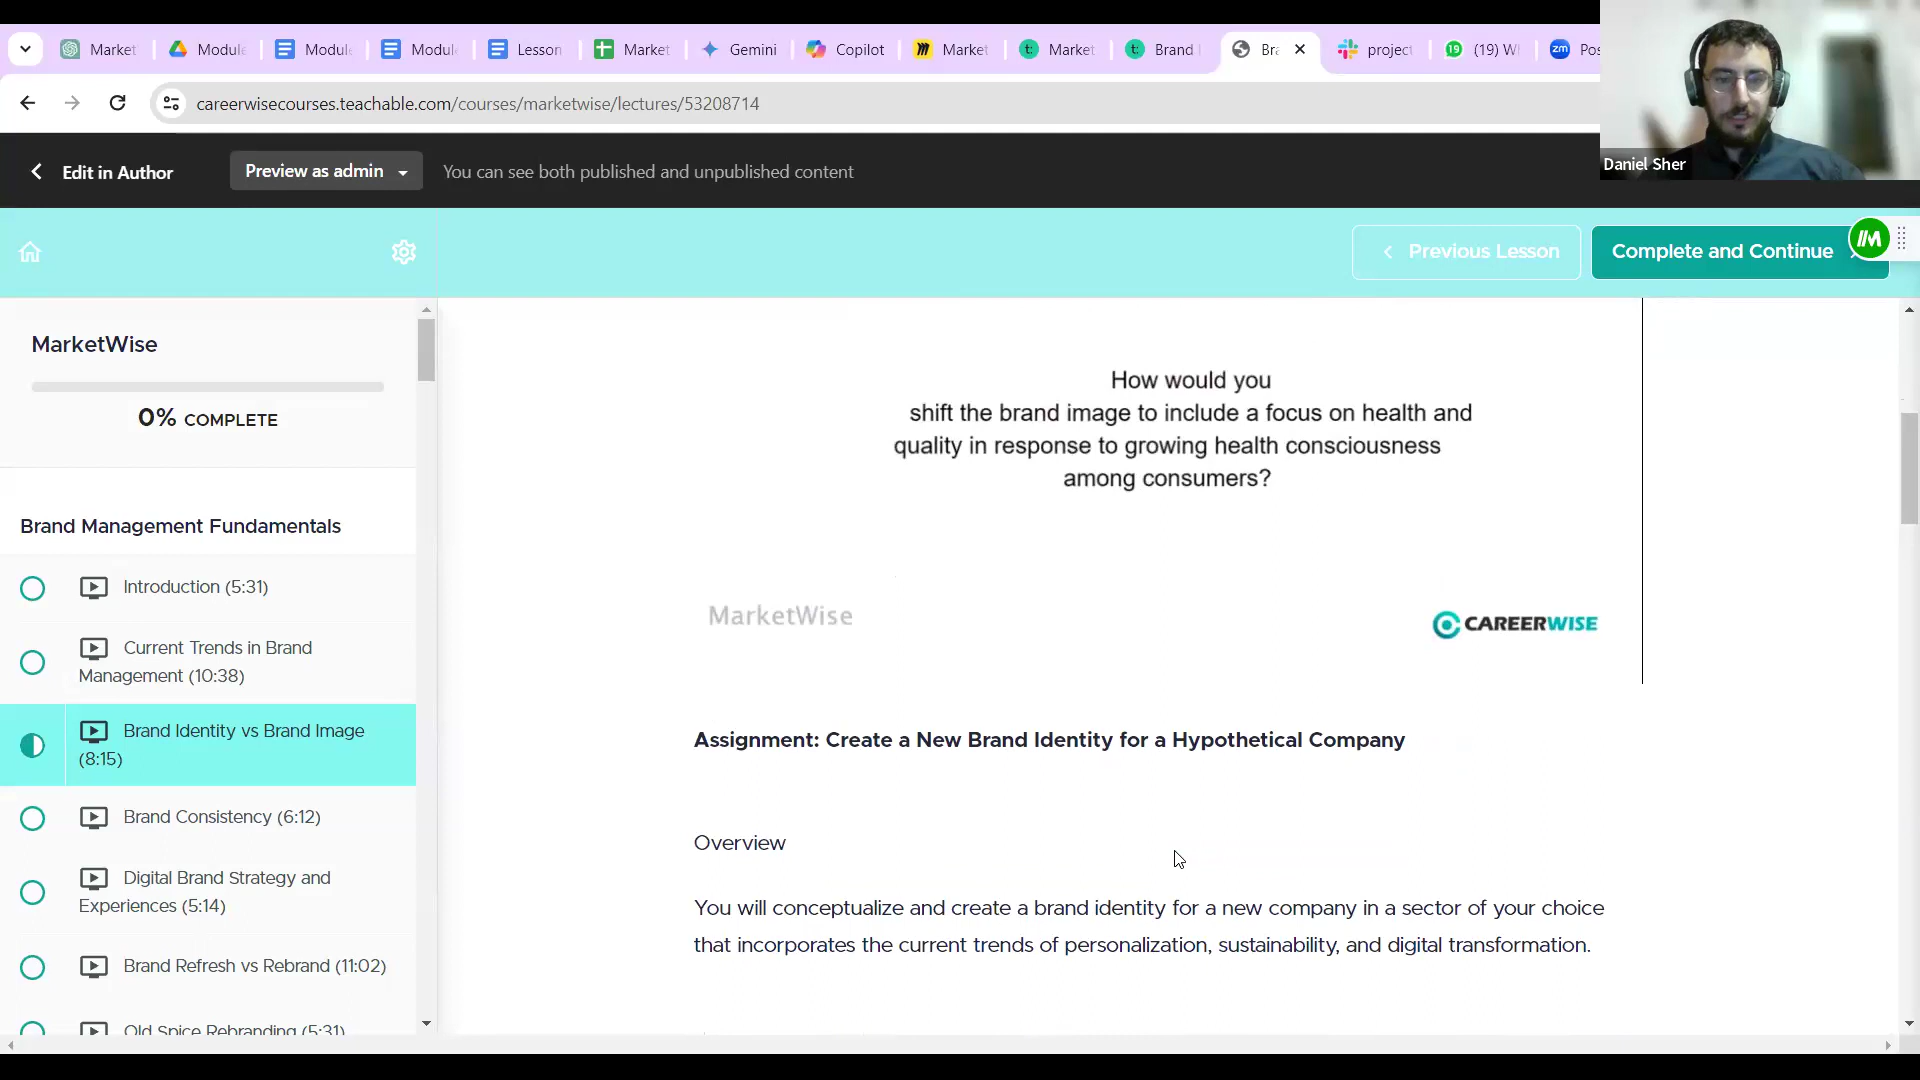 Market
Module
Module
Module
Lesson
Market
Gemini
Copilot
Market
Market
Brand
Bra
project
(19) W
Pos
careerwisecourses.teachable.com/courses/marketwise/lectures/53208714
Daniel Sher
Edit in Author
Preview as admin
You can see both published and unpublished content
Previous Lesson
Complete and Continue
MarketWise
0% COMPLETE
Brand Management Fundamentals
Introduction (5:31)
Current Trends in Brand
Management (10:38)
Brand Identity vs Brand Image
(8:15)
Brand Consistency (6:12)
Digital Brand Strategy and
Experiences (5:14)
Brand Refresh vs Rebrand (11:02)
Old Spice Rebranding (5:31)
How would you
shift the brand image to include a focus on health and
quality in response to growing health consciousness
among consumers?
MarketWise
CAREERWISE
Assignment: Create a New Brand Identity for a Hypothetical Company
Overview
You will conceptualize and create a brand identity for a new company in a sector of your choice
that incorporates the current trends of personalization, sustainability, and digital transformation.